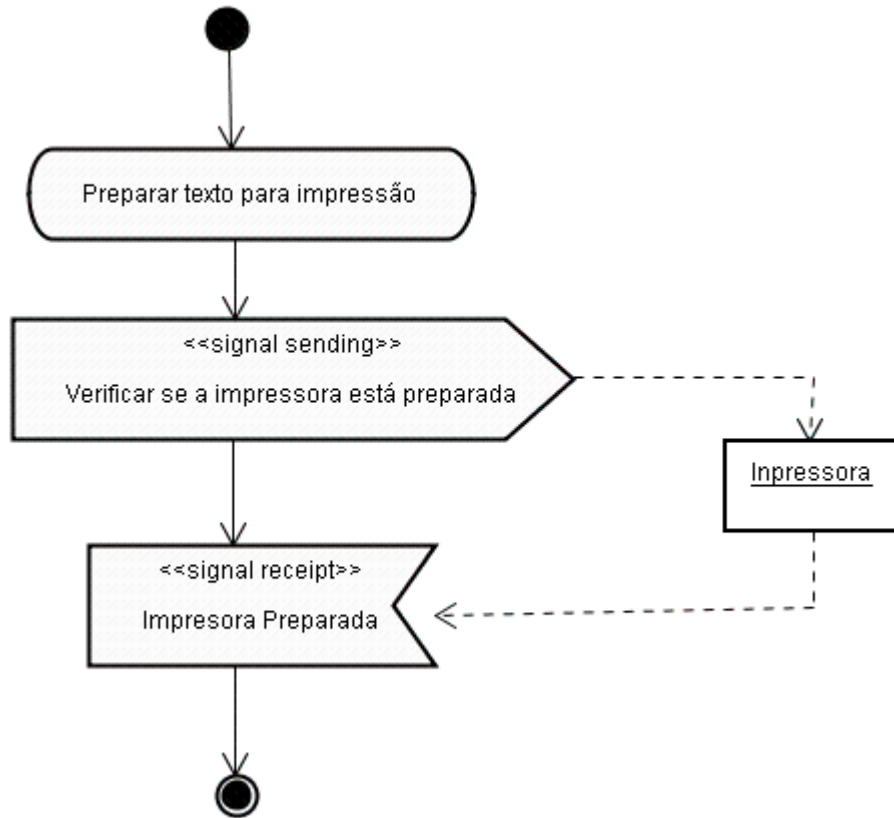 Preparar texto para impressão
<<signal sending>>
Verificar se a impressora está preparada
Inpressora
<<signal receipt>>
Impresora Preparada